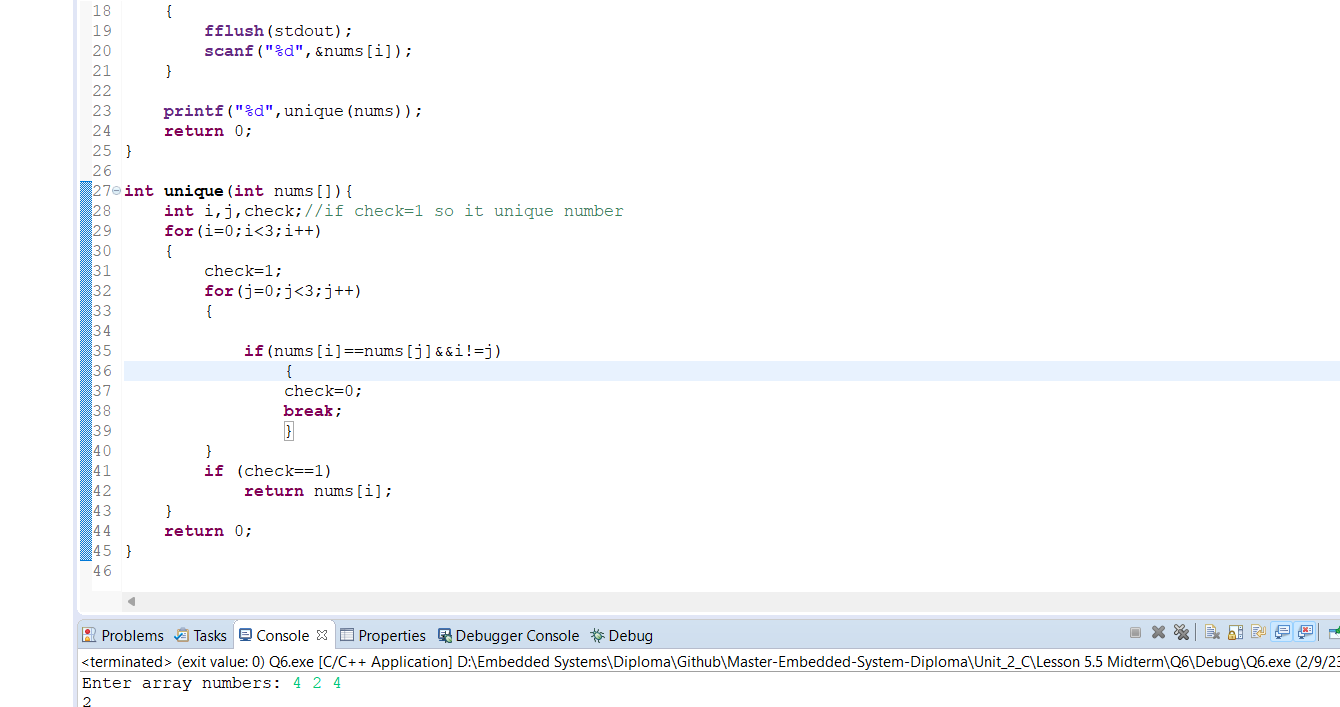 18 {
19 fflush(stdout);
20 scanf("%d",&nums[i]);
21 }
22
23 printf("%d",unique(nums));
24 return 0;
25 }
26
27 int unique(int nums[]){
28 int i,j,check;//if check=1 so it unique number
29 for(i=0;i<3;i++)
30 {
31 check=1;
32 for(j=0;j<3;j++)
33 {
34
35 if(nums[i]==nums[j]&&i!=j)
36 {
37 check=0;
38 break;
39 }
40 }
41 if (check==1)
42 return nums[i];
43 }
44 return 0;
45 }
46
Problems Tasks Console Properties Debugger Console Debug
<terminated> (exit value: 0) Q6.exe [C/C++ Application] D:\Embedded Systems\Diploma\Github\Master-Embedded-System-Diploma\Unit_2_C\Lesson 5.5 Midterm\Q6\Debug\Q6.exe (2/9/23
Enter array numbers: 4 2 4
2